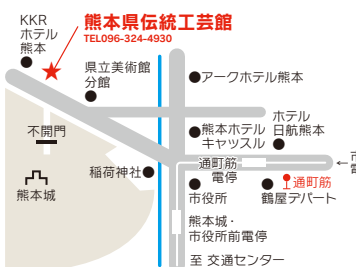 KKR
ホテル
熊本
熊本県伝統工芸館
TEL096-324-4930
県立美術館
分館
アークホテル熊本
ホテル
日航熊本
熊本ホテル
キャッスル
不開門
熊本城
稲荷神社
通町筋
電停
←市
電
通町筋
市役所
鶴屋デパート
熊本城・
市役所前電停
至 交通センター